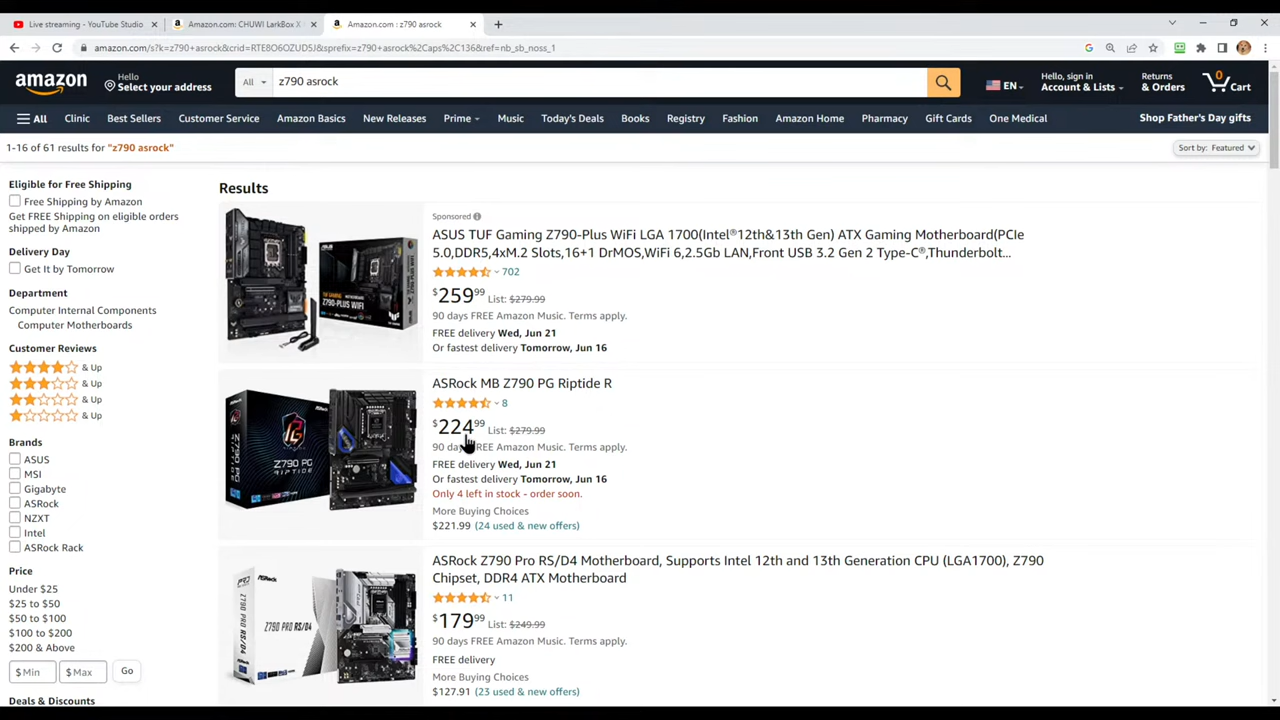 Live streaming - YouTube Studio
Amazon.com: CHUWI LarkBox X
Amazon.com : z790 asrock
amazon.com/s?k=z790+asrock&crid=RTE8O6OZUD5J&sprefix=z790+asrock%2Caps%2C136&ref=nb_sb_noss_1
amazon
Hello
Select your address
All
z790 asrock
EN
Hello, sign in
Account & Lists
Returns
& Orders
0
Cart
All
Clinic
Best Sellers
Customer Service
Amazon Basics
New Releases
Prime
Music
Today's Deals
Books
Registry
Fashion
Amazon Home
Pharmacy
Gift Cards
One Medical
Shop Father's Day gifts
1-16 of 61 results for "z790 asrock"
Sort by: Featured
Eligible for Free Shipping
Free Shipping by Amazon
Get FREE Shipping on eligible orders
shipped by Amazon
Delivery Day
Get It by Tomorrow
Department
Computer Internal Components
Computer Motherboards
Customer Reviews
& Up
& Up
& Up
& Up
Brands
ASUS
MSI
Gigabyte
ASRock
NZXT
Intel
ASRock Rack
Price
Under $25
$25 to $50
$50 to $100
$100 to $200
$200 & Above
$ Min
$ Max
Go
Deals & Discounts
Results
Z790-PLUS WIFI
Sponsored
ASUS TUF Gaming Z790-Plus WiFi LGA 1700(Intel®12th&13th Gen) ATX Gaming Motherboard(PCIe
5.0,DDR5,4xM.2 Slots,16+1 DrMOS,WiFi 6,2.5Gb LAN,Front USB 3.2 Gen 2 Type-C®,Thunderbolt...
702
$259.99 List: $279.99
90 days FREE Amazon Music. Terms apply.
FREE delivery Wed, Jun 21
Or fastest delivery Tomorrow, Jun 16
Z790 PG
RIPTIDE
ASRock MB Z790 PG Riptide R
8
$224.99 List: $279.99
90 days FREE Amazon Music. Terms apply.
FREE delivery Wed, Jun 21
Or fastest delivery Tomorrow, Jun 16
Only 4 left in stock - order soon.
More Buying Choices
$221.99 (24 used & new offers)
Z790 PRO RS/D4
ASRock Z790 Pro RS/D4 Motherboard, Supports Intel 12th and 13th Generation CPU (LGA1700), Z790
Chipset, DDR4 ATX Motherboard
11
$179.99 List: $249.99
90 days FREE Amazon Music. Terms apply.
FREE delivery
More Buying Choices
$127.91 (23 used & new offers)